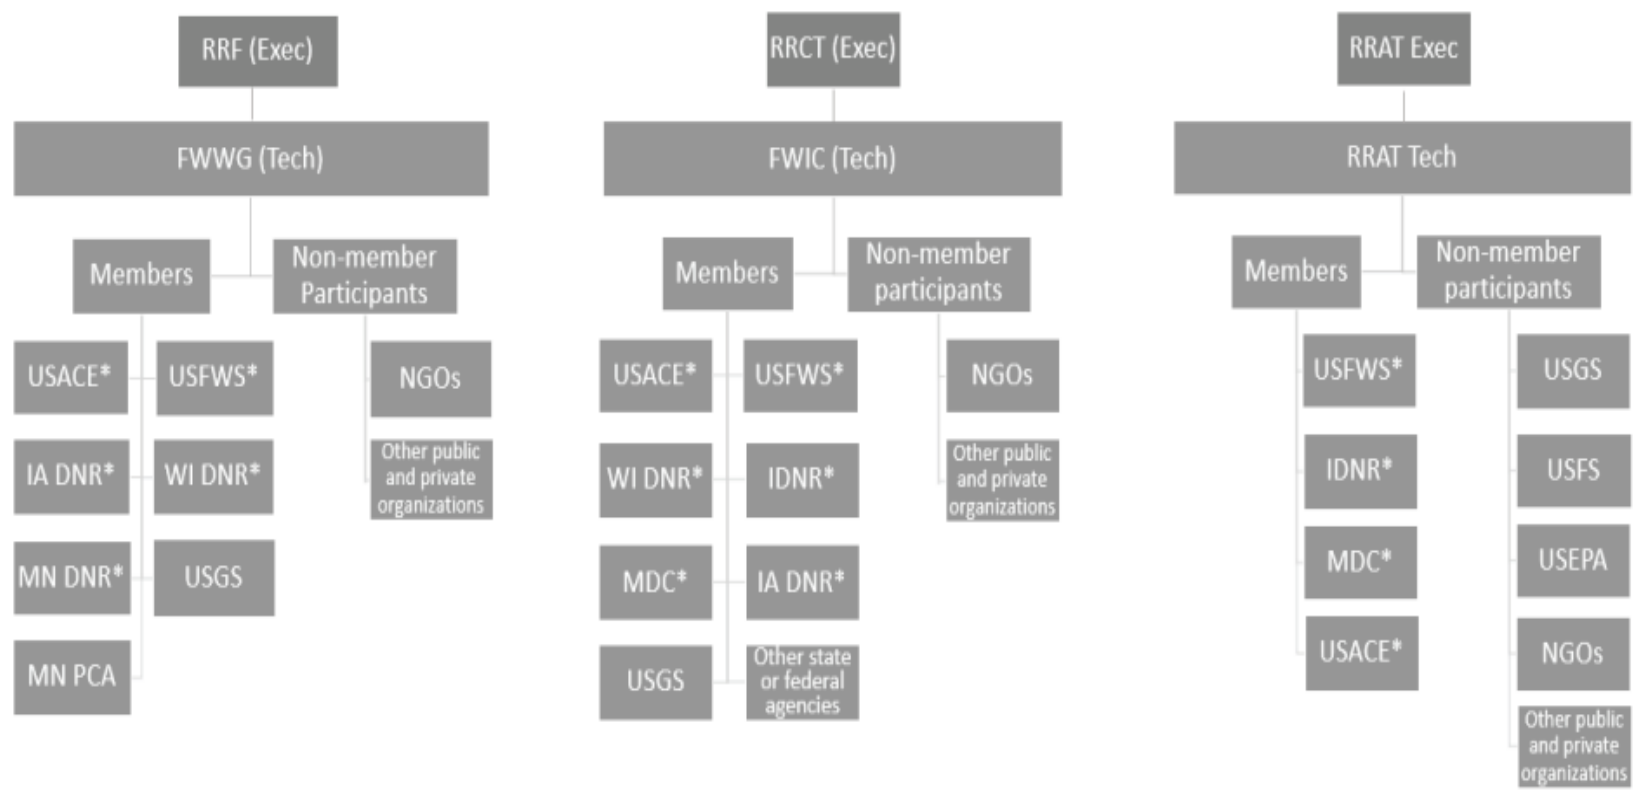 RRF (Exec)
FWWG (Tech)
Members
Non-member
Participants
USACE*
USFWS*
IA DNR*
WI DNR*
MN DNR*
USGS
MN PCA
NGOs
Other public
and private
organizations
RRCT (Exec)
FWIC (Tech)
Members
Non-member
participants
USACE*
USFWS*
WI DNR*
IDNR*
MDC*
IA DNR*
USGS
Other state
or federal
agencies
NGOs
Other public
and private
organizations
RRAT Exec
RRAT Tech
Members
Non-member
participants
USFWS*
IDNR*
MDC*
USACE*
USGS
USFS
USEPA
NGOs
Other public
and private
organizations